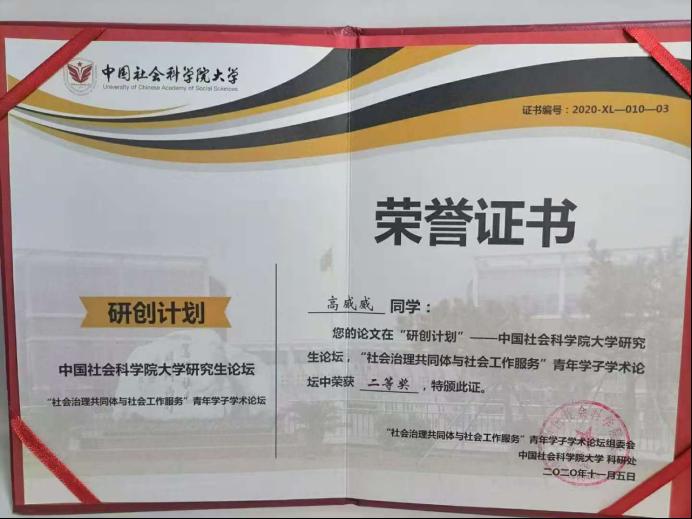 中国社会科学院大学
University of Chinese Academy of Social Sciences
研创计划
中国社会科学院大学研究生论坛
“社会治理共同体与社会工作服务”青年学子学术论坛
证书编号：2020-XL—010—03
荣誉证书
高威威 同学：
您的论文在“研创计划”——中国社会科学院大学研究
生论坛，“社会治理共同体与社会工作服务”青年学子学术论
坛中荣获 二等奖 ，特颁此证。
“社会治理共同体与社会工作服务”青年学子学术论坛组委会
中国社会科学院大学 科研处
二〇二〇年十一月五日